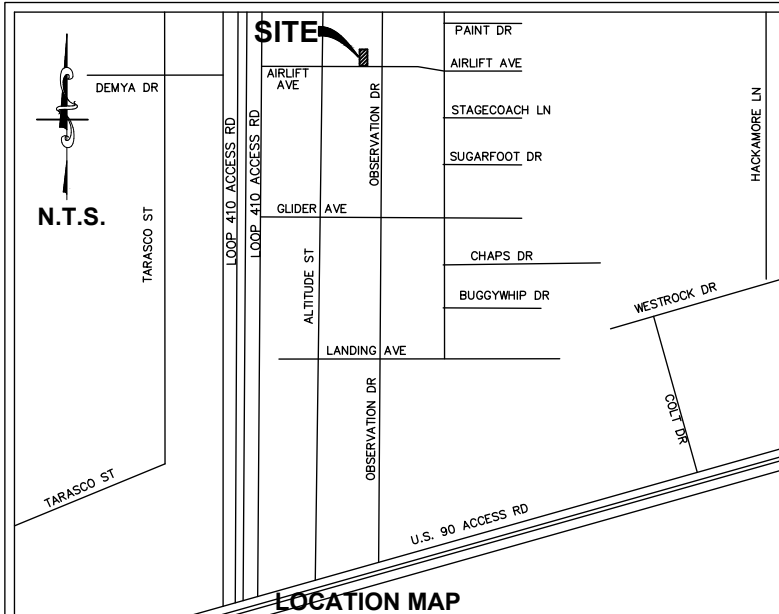 SITE
PAINT DR
AIRLIFT AVE
AIRLIFT
AVE
DEMYA DR
STAGECOACH LN
SUGARFOOT DR
HACKAMORE LN
OBSERVATION DR
LOOP 410 ACCESS RD
LOOP 410 ACCESS RD
N.T.S.
TARASCO ST
GLIDER AVE
ALTITUDE ST
CHAPS DR
BUGGYWHIP DR
WESTROCK DR
LANDING AVE
OBSERVATION DR
COLT DR
TARASCO ST
U.S. 90 ACCESS RD
LOCATION MAP